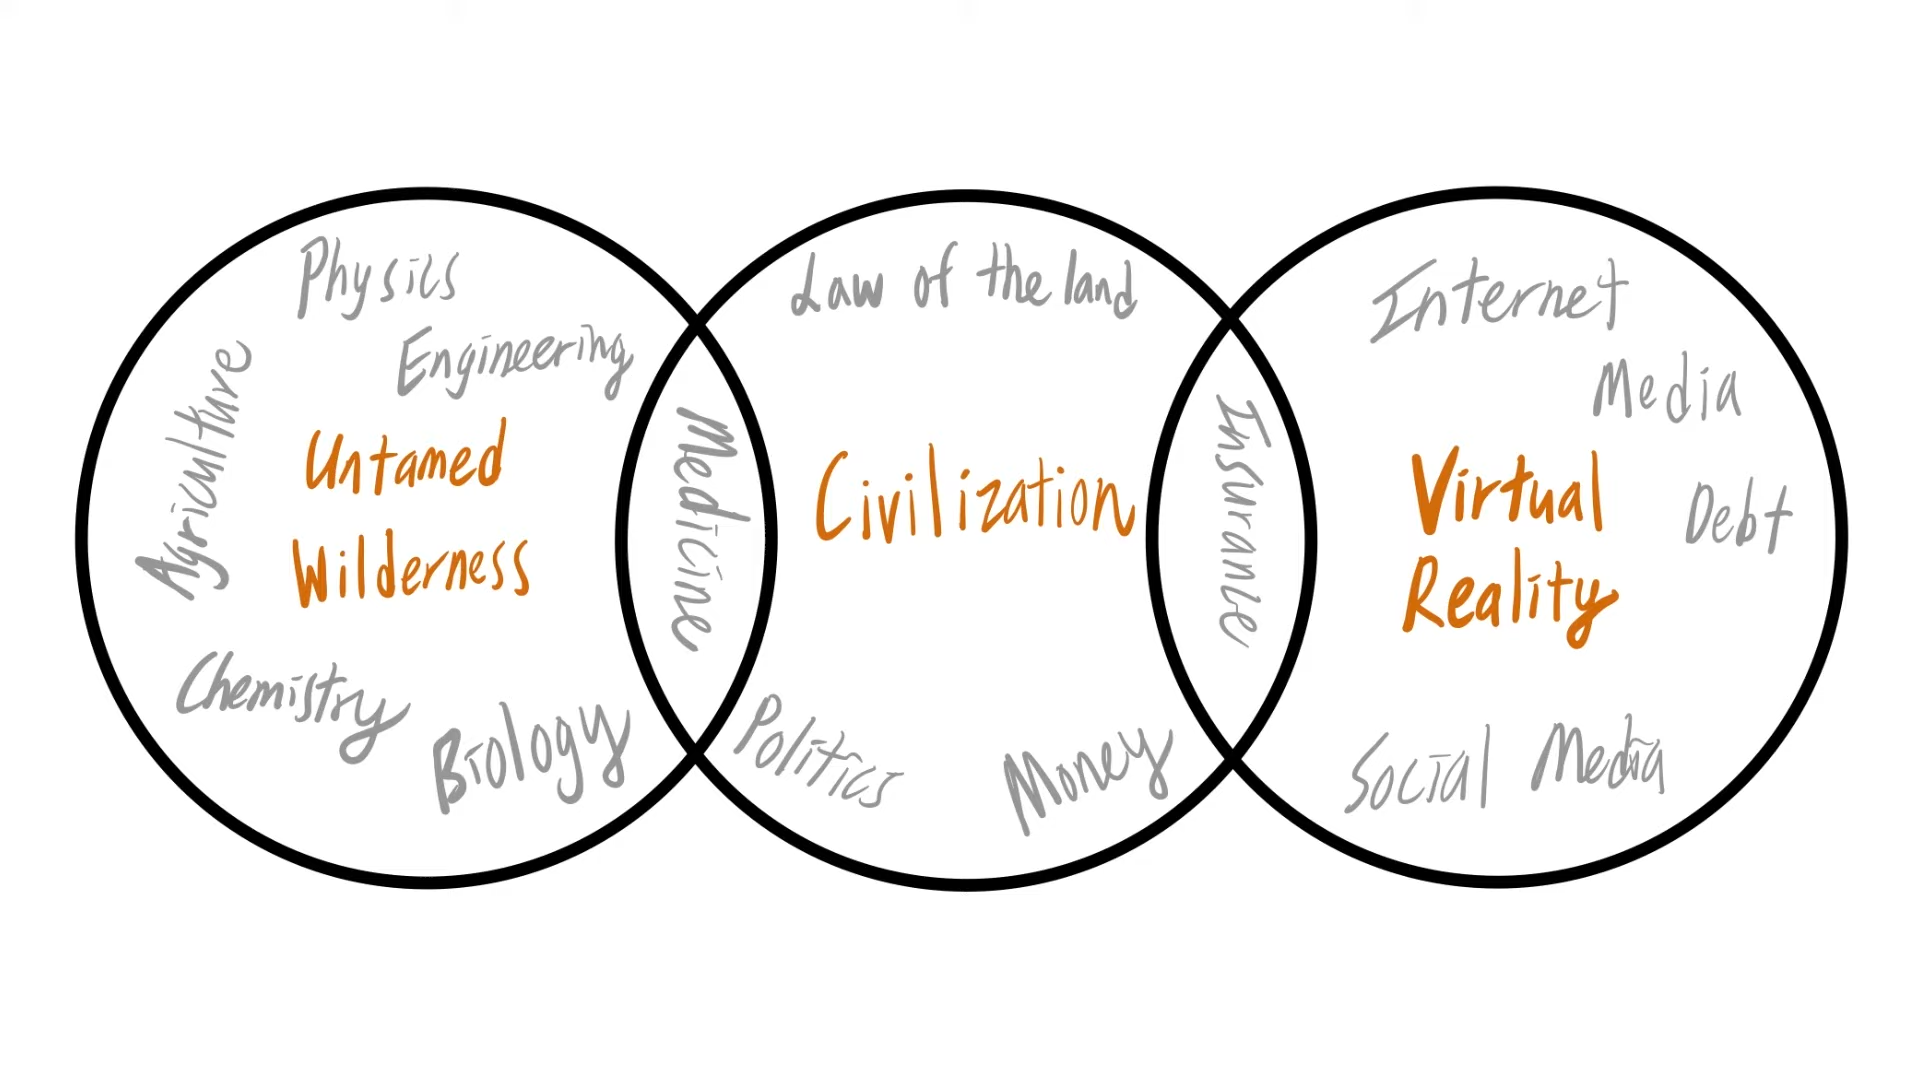 Physics
Engineering
Agriculture
Untamed
Wilderness
Chemistry
Biology
Medicine
Law of the land
Civilization
Politics
Money
Insurance
Internet
Media
Virtual
Reality
Debt
Social Media